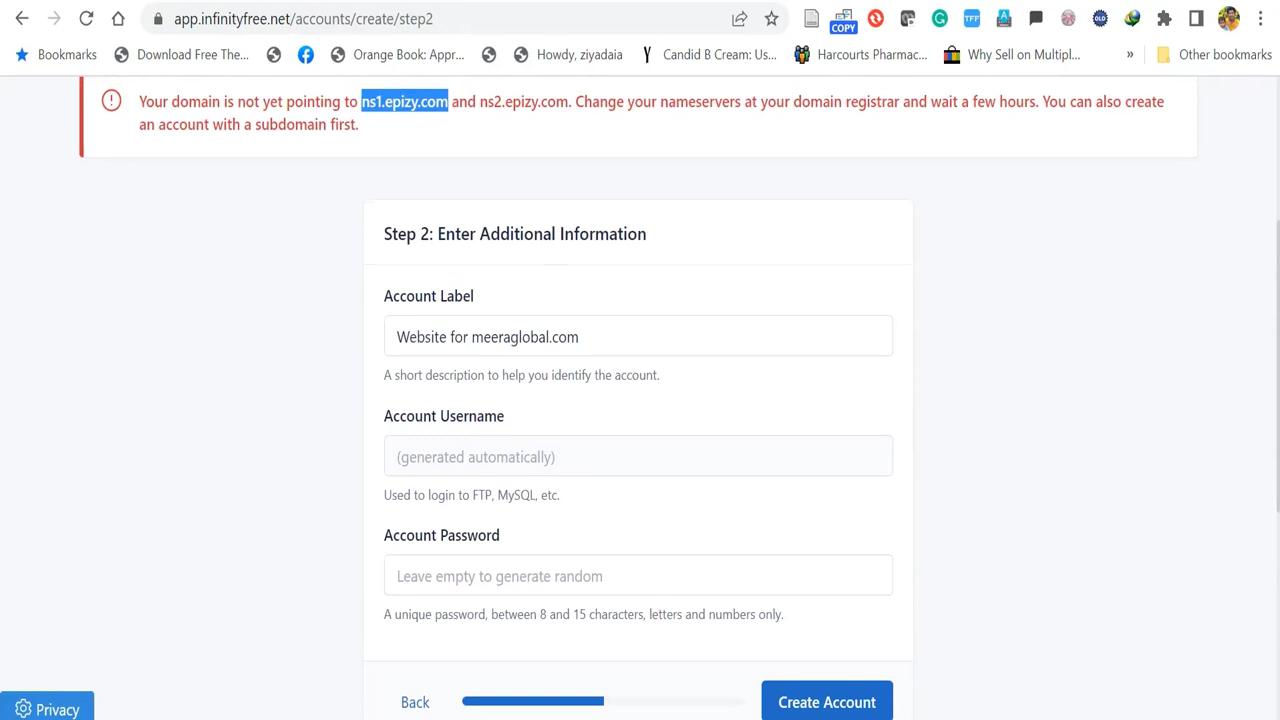 app.infinityfree.net/accounts/create/step2
COPY
TFF
A
OLD
Bookmarks
Download Free The...
Orange Book: Appr...
Howdy, ziyadaia
Y Candid B Cream: Us...
Harcourts Pharmac...
Why Sell on Multipl...
»
Other bookmarks
Your domain is not yet pointing to ns1.epizy.com and ns2.epizy.com. Change your nameservers at your domain registrar and wait a few hours. You can also create
an account with a subdomain first.
Step 2: Enter Additional Information
Account Label
Website for meeraglobal.com
A short description to help you identify the account.
Account Username
(generated automatically)
Used to login to FTP, MySQL, etc.
Account Password
Leave empty to generate random
A unique password, between 8 and 15 characters, letters and numbers only.
Back
Create Account
Privacy